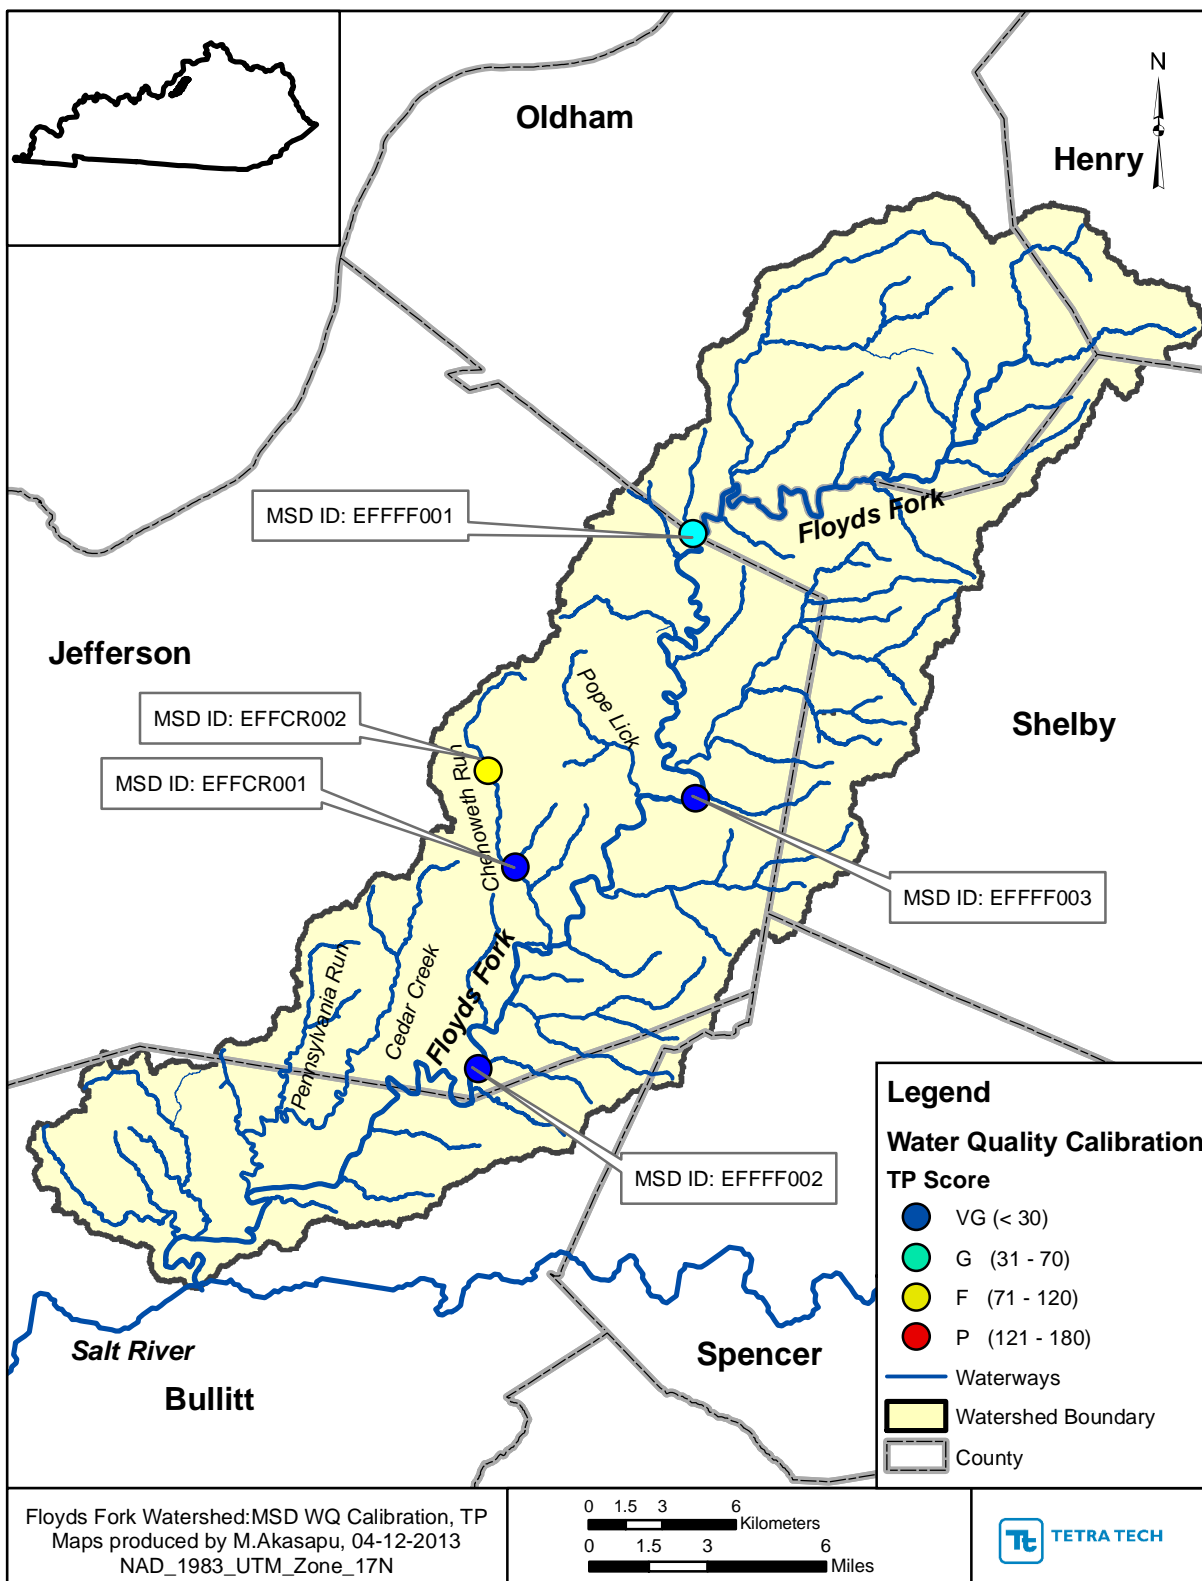 N
Oldham
Henry
MSD ID: EFFFF001
Floyds Fork
Jefferson
Pope Lick
MSD ID: EFFCR002
Shelby
MSD ID: EFFCR001
Chenoweth Run
MSD ID: EFFFF003
Pennsylvania Run
Cedar Creek
Floyds Fork
MSD ID: EFFFF002
Salt River
Spencer
Bullitt
Legend
Water Quality Calibration
TP Score
VG (< 30)
G (31 - 70)
F (71 - 120)
P (121 - 180)
Waterways
Watershed Boundary
County
Floyds Fork Watershed:MSD WQ Calibration, TP
Maps produced by M.Akasapu, 04-12-2013
NAD_1983_UTM_Zone_17N
0 1.5 3 6
Kilometers
0 1.5 3 6
Miles
Tt TETRA TECH